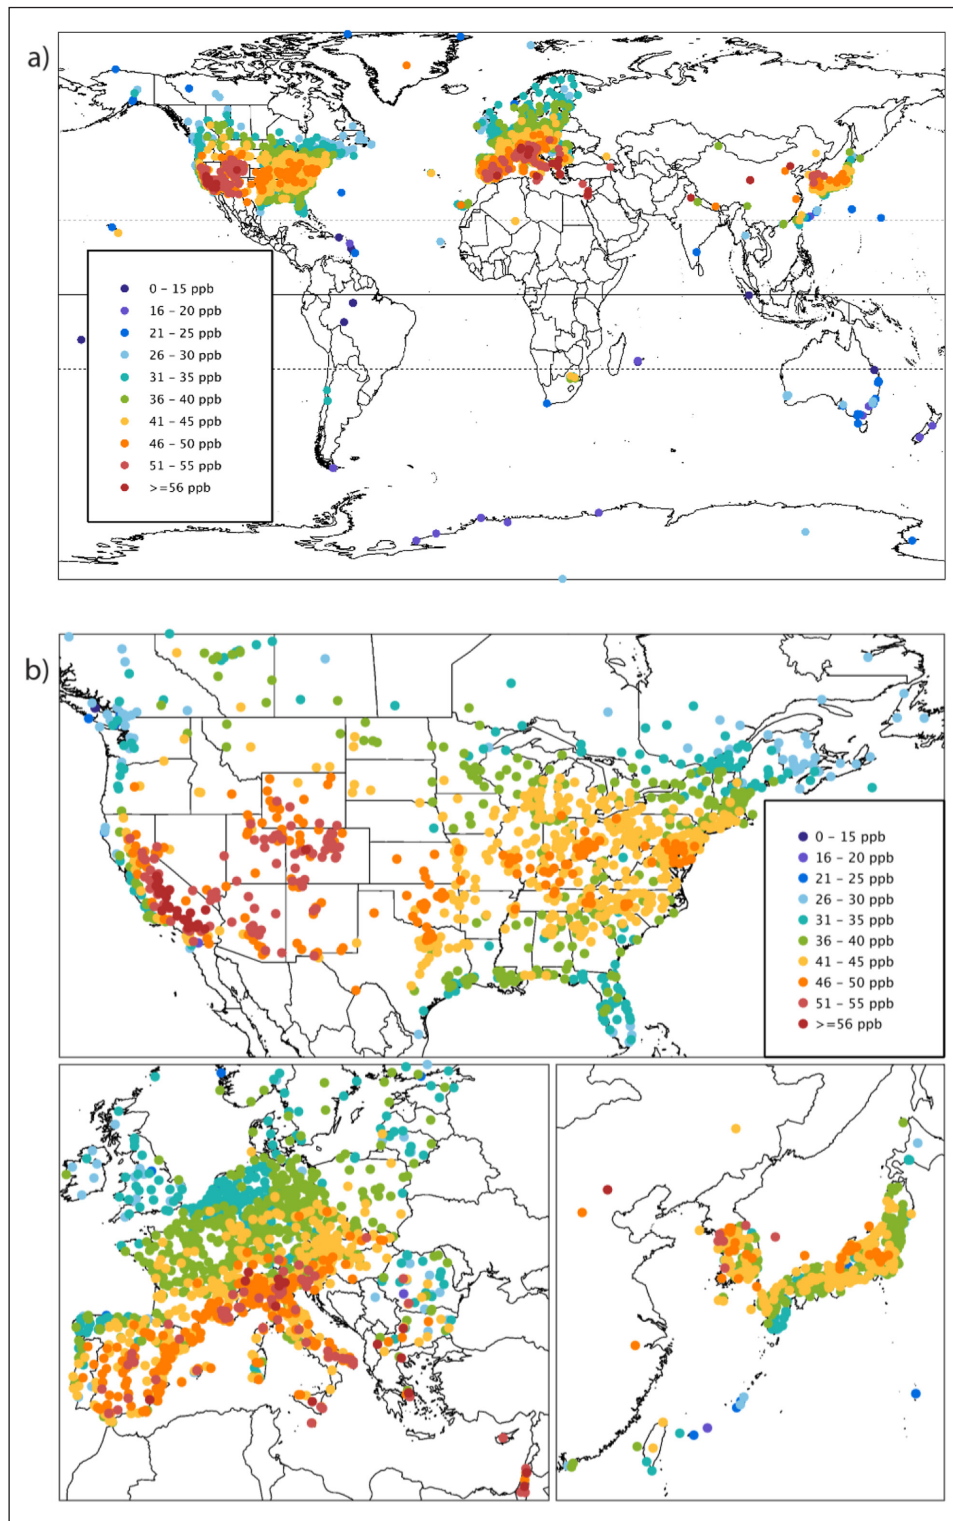 a)
0 – 15 ppb
16 – 20 ppb
21 – 25 ppb
26 – 30 ppb
31 – 35 ppb
36 – 40 ppb
41 – 45 ppb
46 – 50 ppb
51 – 55 ppb
>=56 ppb
b)
0 – 15 ppb
16 – 20 ppb
21 – 25 ppb
26 – 30 ppb
31 – 35 ppb
36 – 40 ppb
41 – 45 ppb
46 – 50 ppb
51 – 55 ppb
>=56 ppb